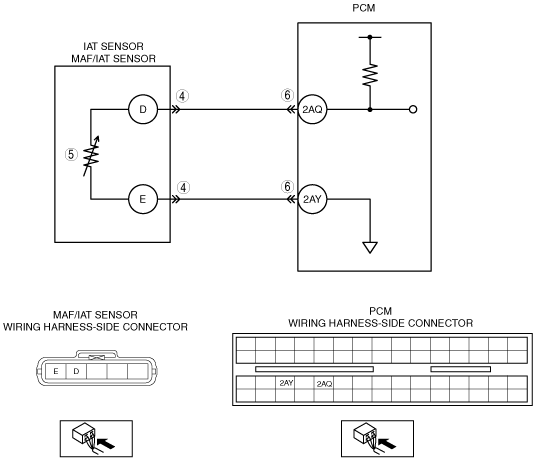 PCM
IAT SENSOR
MAF/IAT SENSOR
④ ⑥
D 2AQ
⑤
④ ⑥
E 2AY
MAF/IAT SENSOR
WIRING HARNESS-SIDE CONNECTOR
E D
PCM
WIRING HARNESS-SIDE CONNECTOR
2AY 2AQ